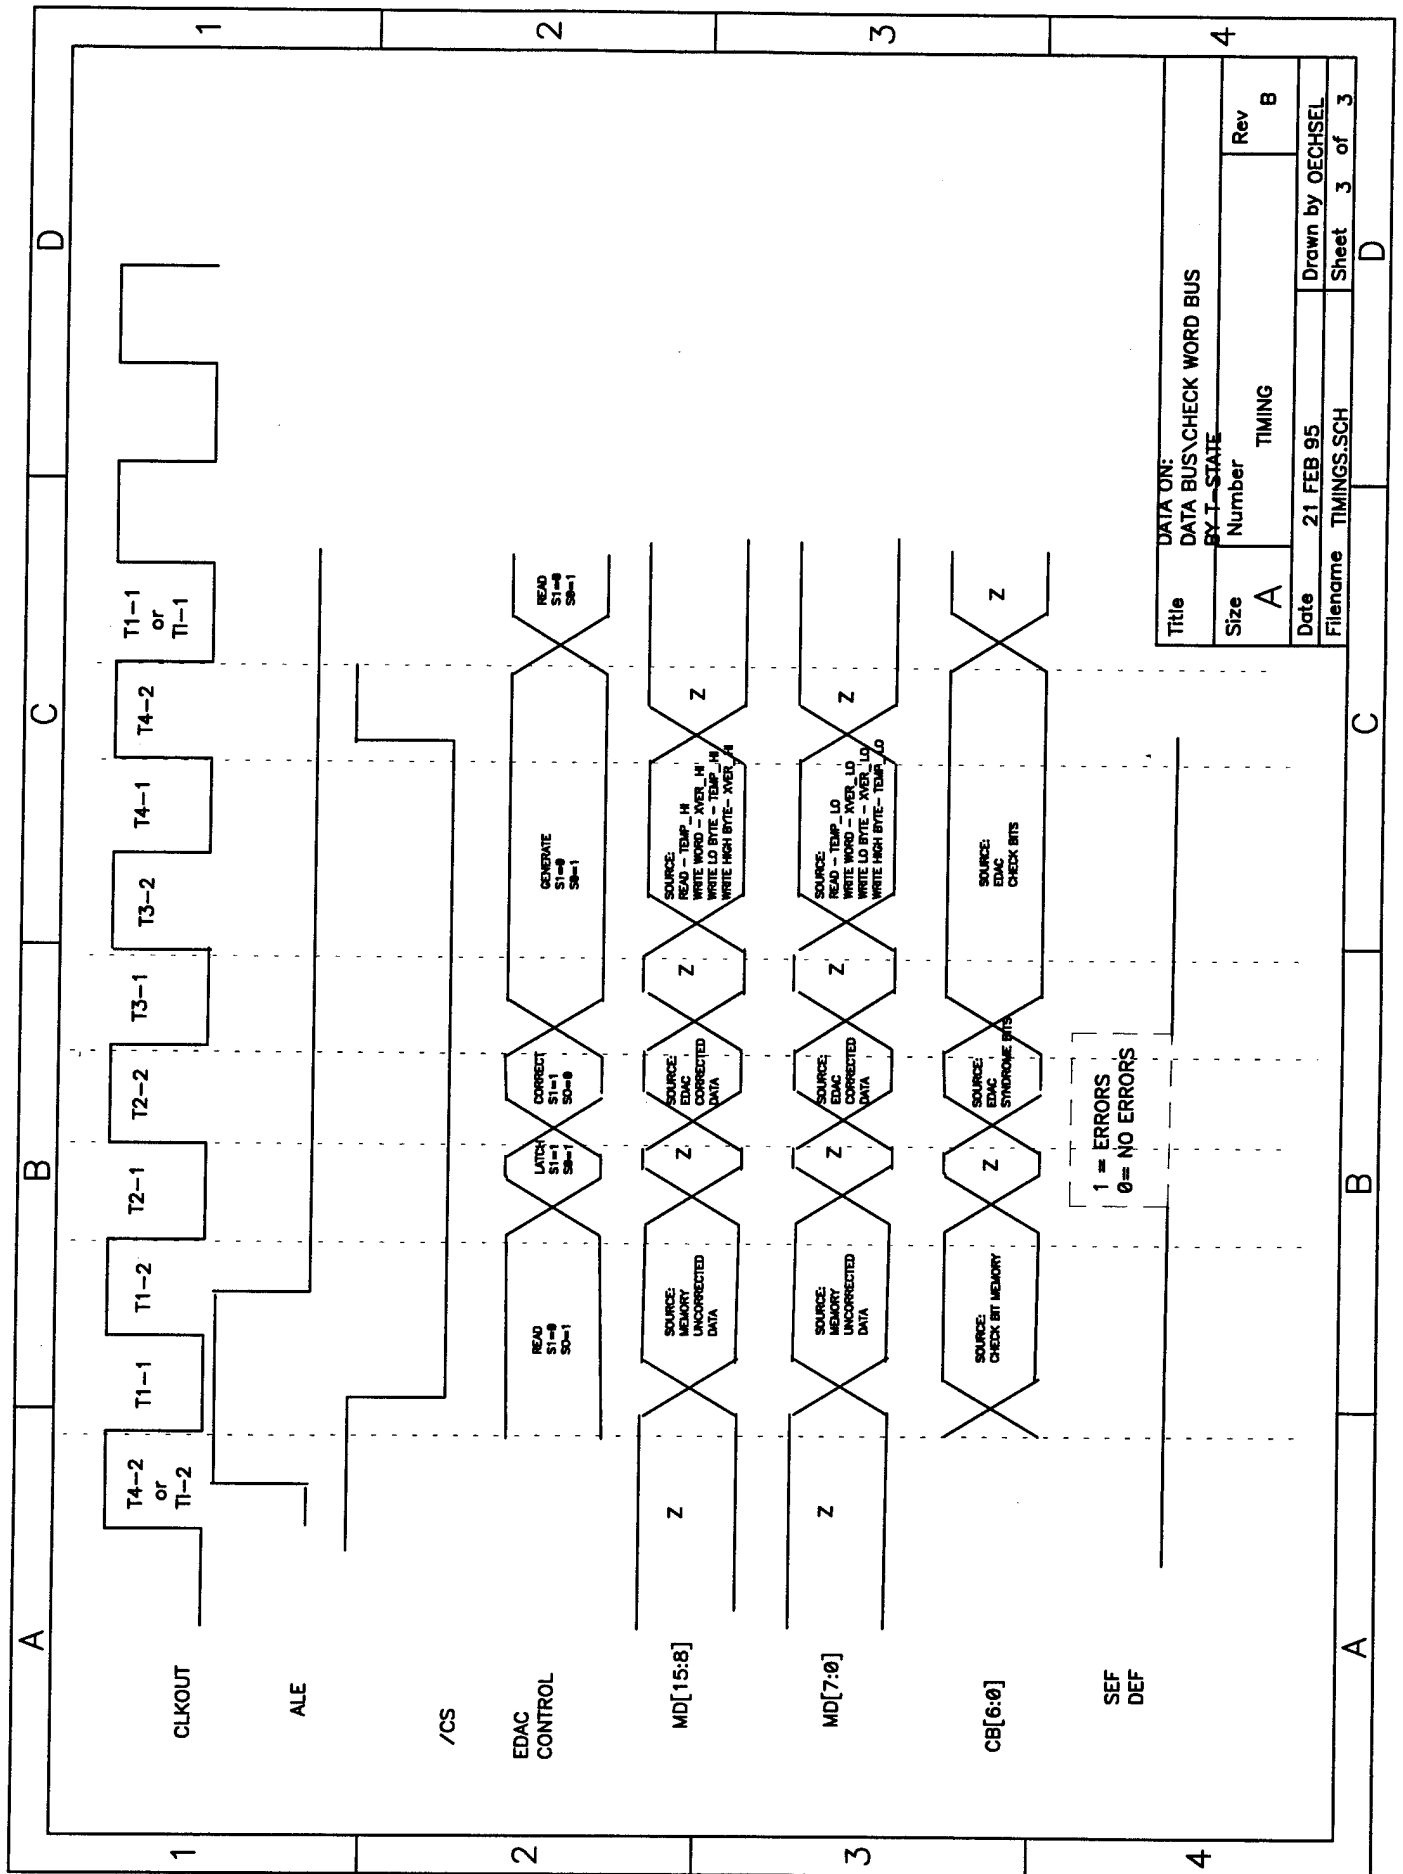 A
B
C
D
1
1
CLKOUT
T4-2
or
TI-2
T1-1
T1-2
T2-1
T2-2
T3-1
T3-2
T4-1
T4-2
T1-1
or
TI-1
ALE
2
2
/CS
EDAC
CONTROL
READ
S1=0
SO=1
LATCH
S1=1
S0=1
CORRECT
S1=1
SO=0
GENERATE
S1=0
S0=1
READ
S1=0
S0=1
MD[15:8]
Z
SOURCE:
MEMORY
UNCORRECTED
DATA
Z
SOURCE:
EDAC
CORRECTED
DATA
Z
SOURCE:
READ - TEMP_HI
WRITE WORD - XVER_HI
WRITE LO BYTE - TEMP_HI
WRITE HIGH BYTE- XVER_HI
Z
3
3
MD[7:0]
Z
SOURCE:
MEMORY
UNCORRECTED
DATA
Z
SOURCE:
EDAC
CORRECTED
DATA
Z
SOURCE:
READ - TEMP_LO
WRITE WORD - XVER_LO
WRITE LO BYTE - XVER_LO
WRITE HIGH BYTE- TEMP_LO
Z
CB[6:0]
SOURCE:
CHECK BIT MEMORY
Z
SOURCE:
EDAC
SYNDROME BITS
SOURCE:
EDAC
CHECK BITS
Z
SEF
DEF
1 = ERRORS
0= NO ERRORS
4
4
Title
DATA ON:
DATA BUS\CHECK WORD BUS
BY T-STATE
Size
A
Number
TIMING
Rev
B
Date 21 FEB 95
Drawn by OECHSEL
Filename TIMINGS.SCH
Sheet 3 of 3
A
B
C
D